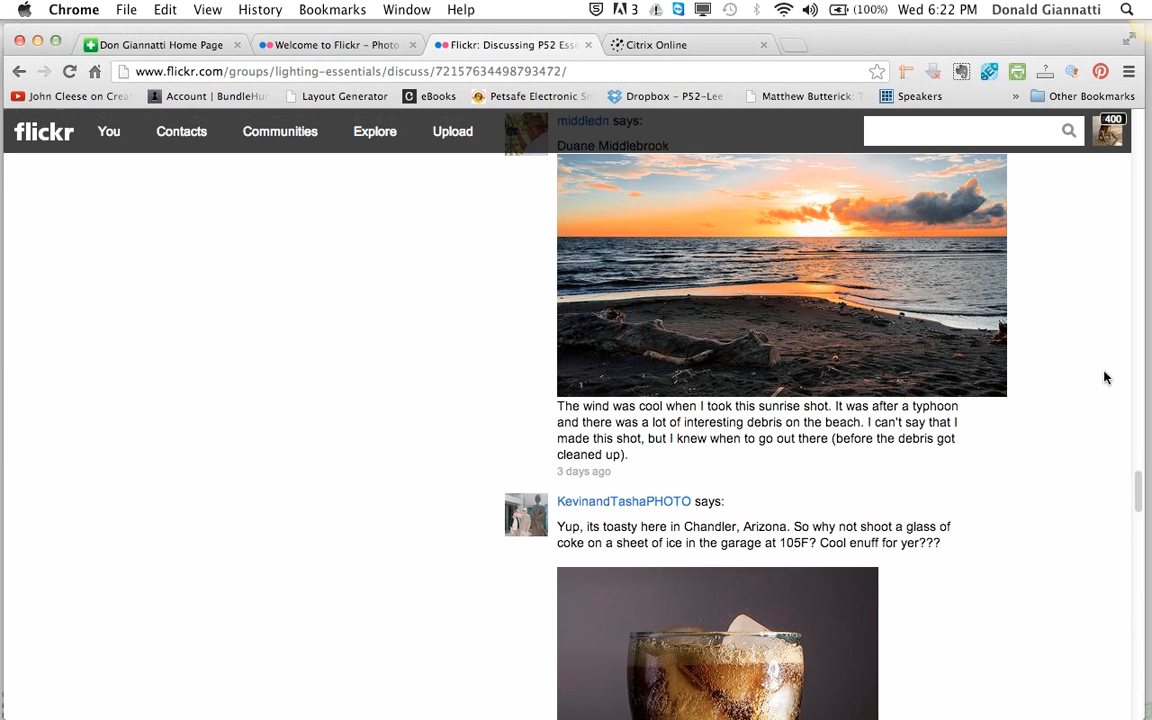 Chrome File Edit View History Bookmarks Window Help 3 (100%) Wed 6:22 PM Donald Giannatti
Don Giannatti Home Page Welcome to Flickr - Photo Flickr: Discussing P52 Esse Citrix Online
www.flickr.com/groups/lighting-essentials/discuss/72157634498793472/
John Cleese on Crea Account | BundleHu Layout Generator eBooks Petsafe Electronic Sm Dropbox - P52-Lee Matthew Butterick: Speakers » Other Bookmarks
flickr You Contacts Communities Explore Upload 400
middledn says:
Duane Middlebrook
The wind was cool when I took this sunrise shot. It was after a typhoon
and there was a lot of interesting debris on the beach. I can't say that I
made this shot, but I knew when to go out there (before the debris got
cleaned up).
3 days ago
KevinandTashaPHOTO says:
Yup, its toasty here in Chandler, Arizona. So why not shoot a glass of
coke on a sheet of ice in the garage at 105F? Cool enuff for yer???